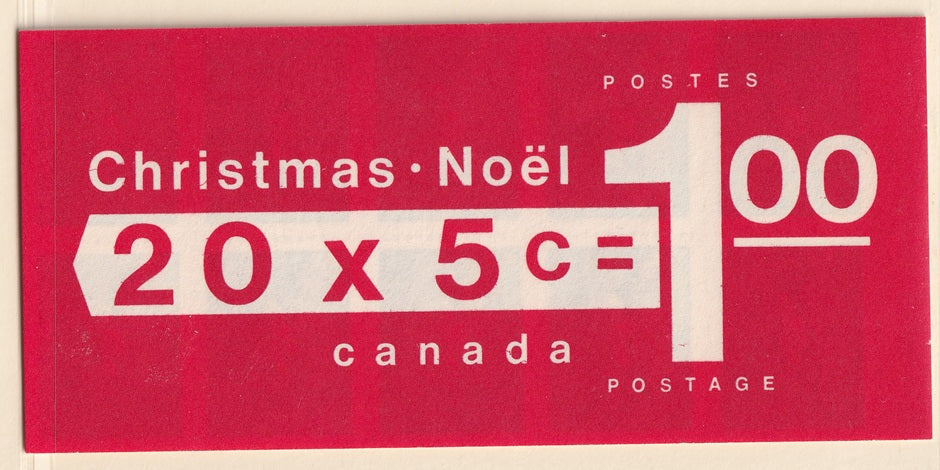 POSTES
Christmas · Noël
20 x 5c = 1.00
canada
POSTAGE